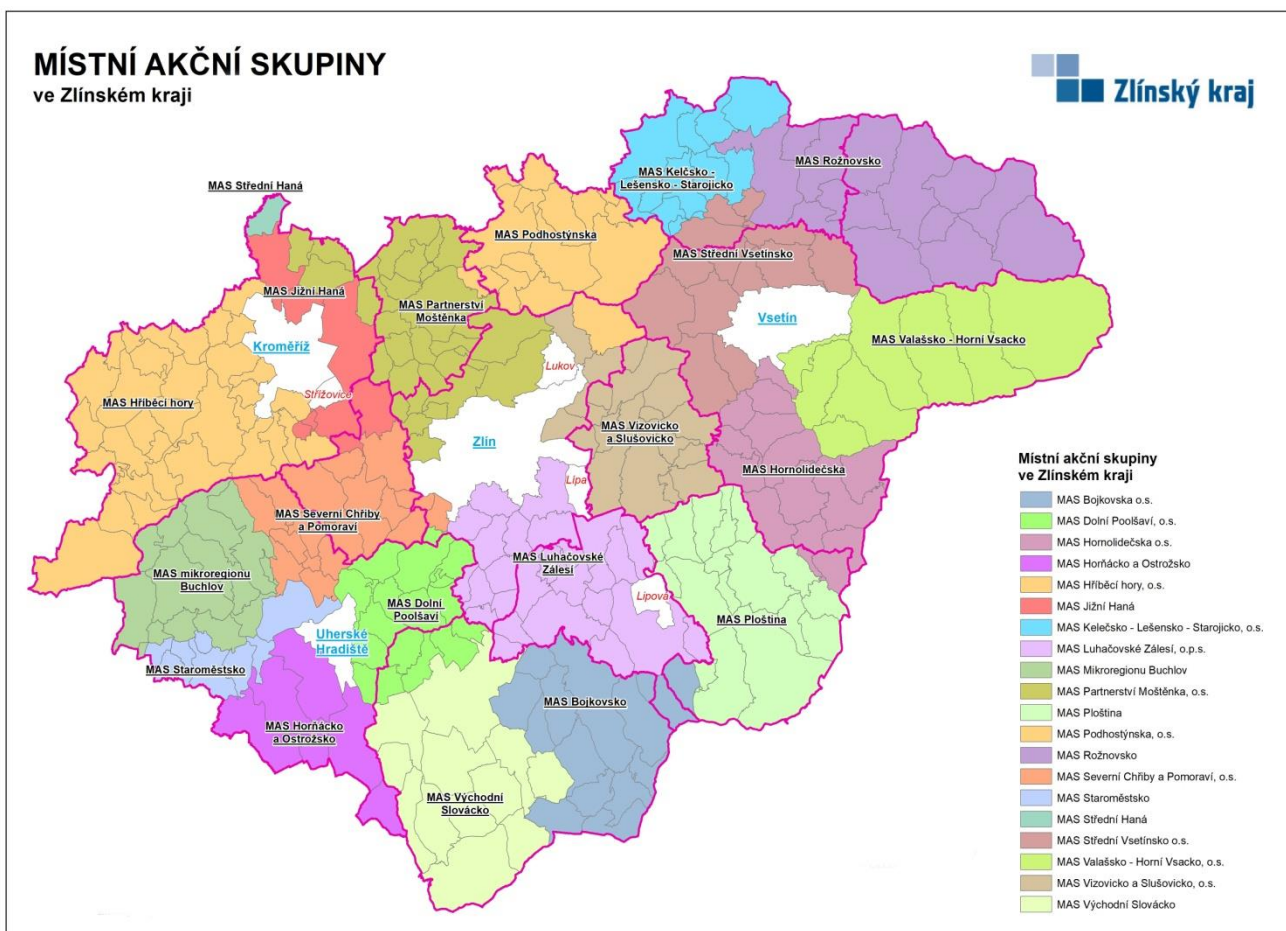 MÍSTNÍ AKČNÍ SKUPINY
ve Zlínském kraji
Zlínský kraj
MAS Střední Haná
MAS Kelčsko -
Lešensko - Starojicko
MAS Rožnovsko
MAS Podhostýnska
MAS Střední Vsetínsko
MAS Jižní Haná
MAS Partnerství
Moštěnka
Kroměříž
Vsetín
MAS Valašsko - Horní Vsacko
Lukov
Střížovice
MAS Hříběcí hory
Zlín
MAS Vizovicko
a Slušovicko
MAS Hornolidečska
Lípa
MAS Severní Chřiby
a Pomoraví
MAS mikroregionu
Buchlov
MAS Luhačovské
Zálesí
Lipová
MAS Dolní
Poolšaví
MAS Ploština
Uherské
Hradiště
MAS Staroměstsko
MAS Bojkovsko
MAS Horňácko
a Ostrožsko
MAS Východní
Slovácko
Místní akční skupiny
ve Zlínském kraji
MAS Bojkovska o.s.
MAS Dolní Poolšaví, o.s.
MAS Hornolidečska o.s.
MAS Horňácko a Ostrožsko
MAS Hříběcí hory, o.s.
MAS Jižní Haná
MAS Kelečsko - Lešensko - Starojicko, o.s.
MAS Luhačovské Zálesí, o.p.s.
MAS Mikroregionu Buchlov
MAS Partnerství Moštěnka, o.s.
MAS Ploština
MAS Podhostýnska, o.s.
MAS Rožnovsko
MAS Severní Chřiby a Pomoraví, o.s.
MAS Staroměstsko
MAS Střední Haná
MAS Střední Vsetínsko o.s.
MAS Valašsko - Horní Vsacko, o.s.
MAS Vizovicko a Slušovicko, o.s.
MAS Východní Slovácko